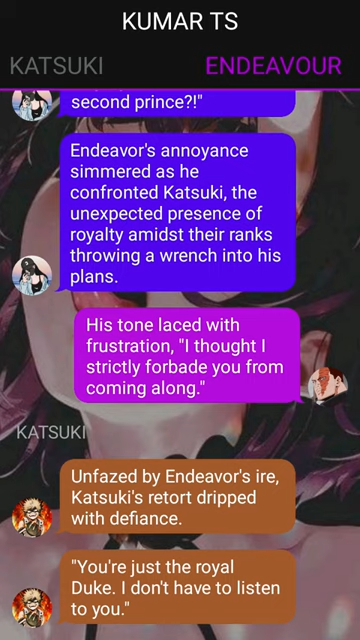 KUMAR TS
KATSUKI
ENDEAVOUR
second prince?!"
Endeavor's annoyance
simmered as he
confronted Katsuki, the
unexpected presence of
royalty amidst their ranks
throwing a wrench into his
plans.
His tone laced with
frustration, "I thought I
strictly forbade you from
coming along."
KATSUKI
Unfazed by Endeavor's ire,
Katsuki's retort dripped
with defiance.
"You're just the royal
Duke. I don't have to listen
to you."